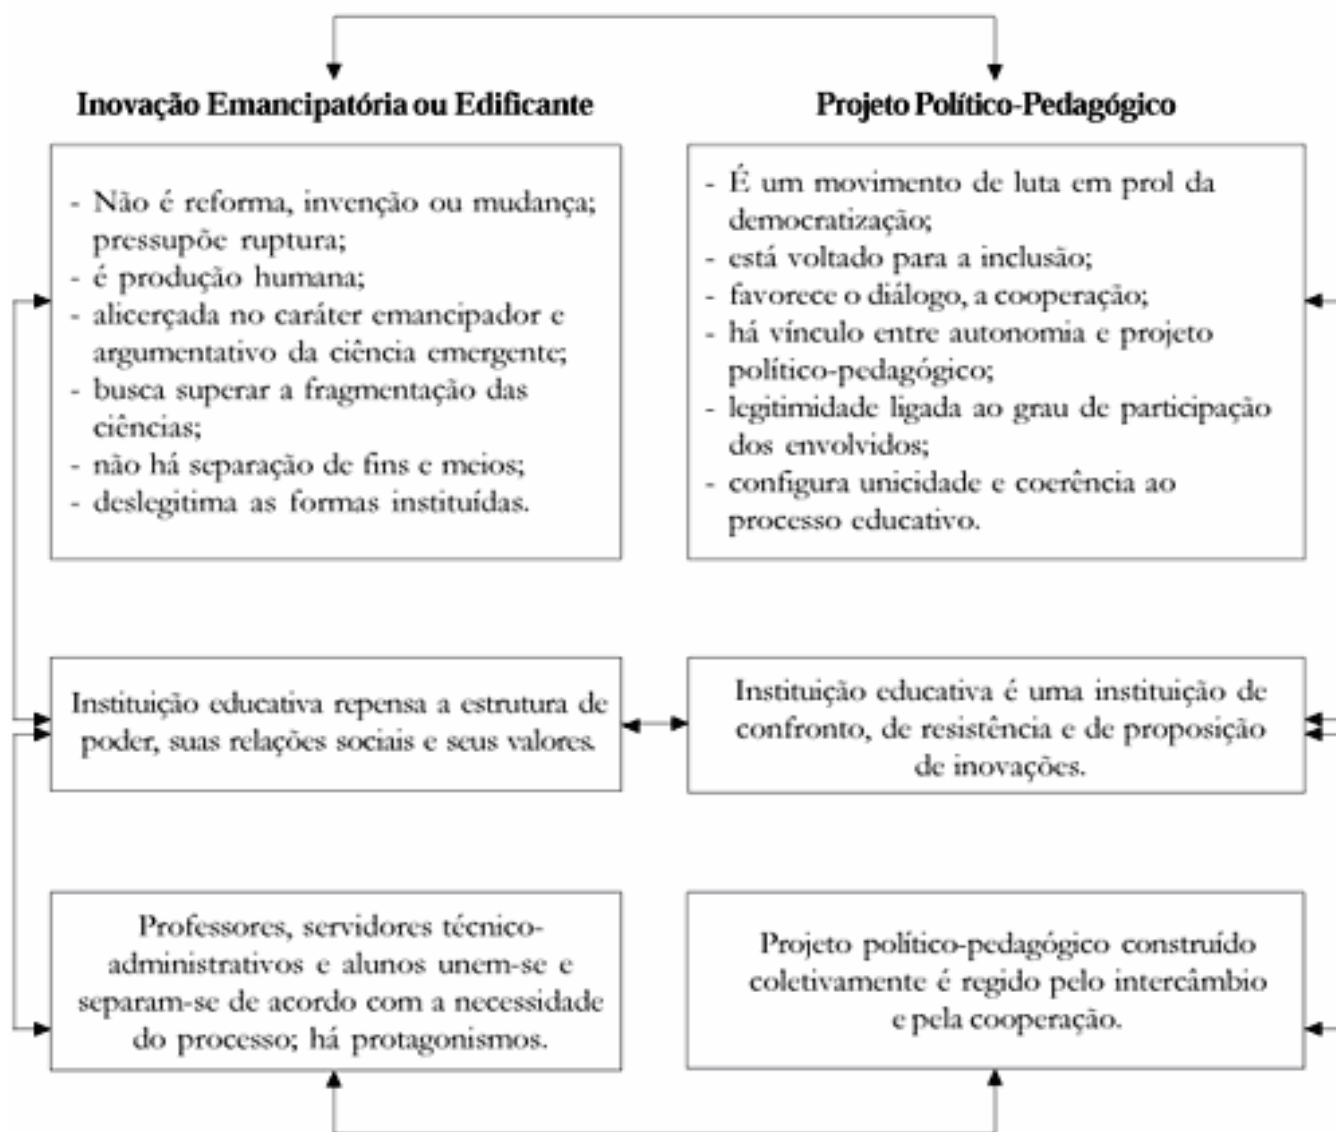 Inovação Emancipatória ou Edificante
- Não é reforma, invenção ou mudança;
pressupõe ruptura;
- é produção humana;
- alicerçada no caráter emancipador e
argumentativo da ciência emergente;
- busca superar a fragmentação das
ciências;
- não há separação de fins e meios;
- deslegitima as formas instituídas.
Projeto Político-Pedagógico
- É um movimento de luta em prol da
democratização;
- está voltado para a inclusão;
- favorece o diálogo, a cooperação;
- há vínculo entre autonomia e projeto
político-pedagógico;
- legitimidade ligada ao grau de participação
dos envolvidos;
- configura unicidade e coerência ao
processo educativo.
Instituição educativa repensa a estrutura de
poder, suas relações sociais e seus valores.
Instituição educativa é uma instituição de
confronto, de resistência e de proposição
de inovações.
Professores, servidores técnico-
administrativos e alunos unem-se e
separam-se de acordo com a necessidade
do processo; há protagonismos.
Projeto político-pedagógico construído
coletivamente é regido pelo intercâmbio
e pela cooperação.